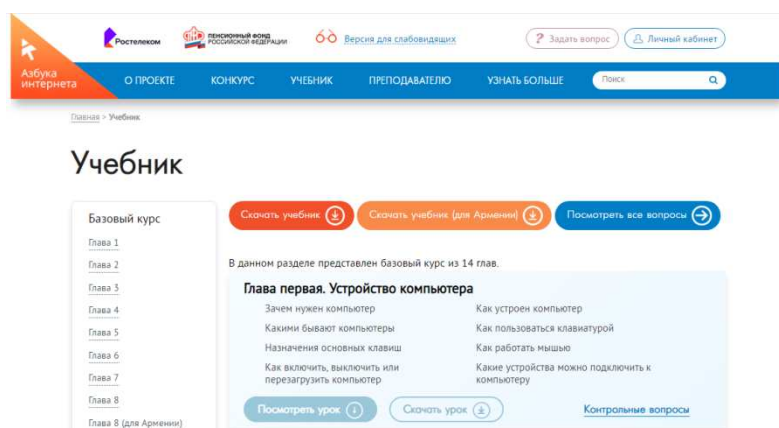 Ростелеком
ПЕНСИОННЫЙ ФОНД
РОССИЙСКОЙ ФЕДЕРАЦИИ
Версия для слабовидящих
? Задать вопрос
Личный кабинет
Азбука
интернета
О ПРОЕКТЕ
КОНКУРС
УЧЕБНИК
ПРЕПОДАВАТЕЛЮ
УЗНАТЬ БОЛЬШЕ
Поиск
Главная > Учебник
Учебник
Базовый курс
Глава 1
Глава 2
Глава 3
Глава 4
Глава 5
Глава 6
Глава 7
Глава 8
Глава 8 (для Армении)
Скачать учебник
Скачать учебник (для Армении)
Посмотреть все вопросы
В данном разделе представлен базовый курс из 14 глав.
Глава первая. Устройство компьютера
Зачем нужен компьютер
Какими бывают компьютеры
Назначения основных клавиш
Как включить, выключить или
перезагрузить компьютер
Как устроен компьютер
Как пользоваться клавиатурой
Как работать мышью
Какие устройства можно подключить к
компьютеру
Посмотреть урок
Скачать урок
Контрольные вопросы